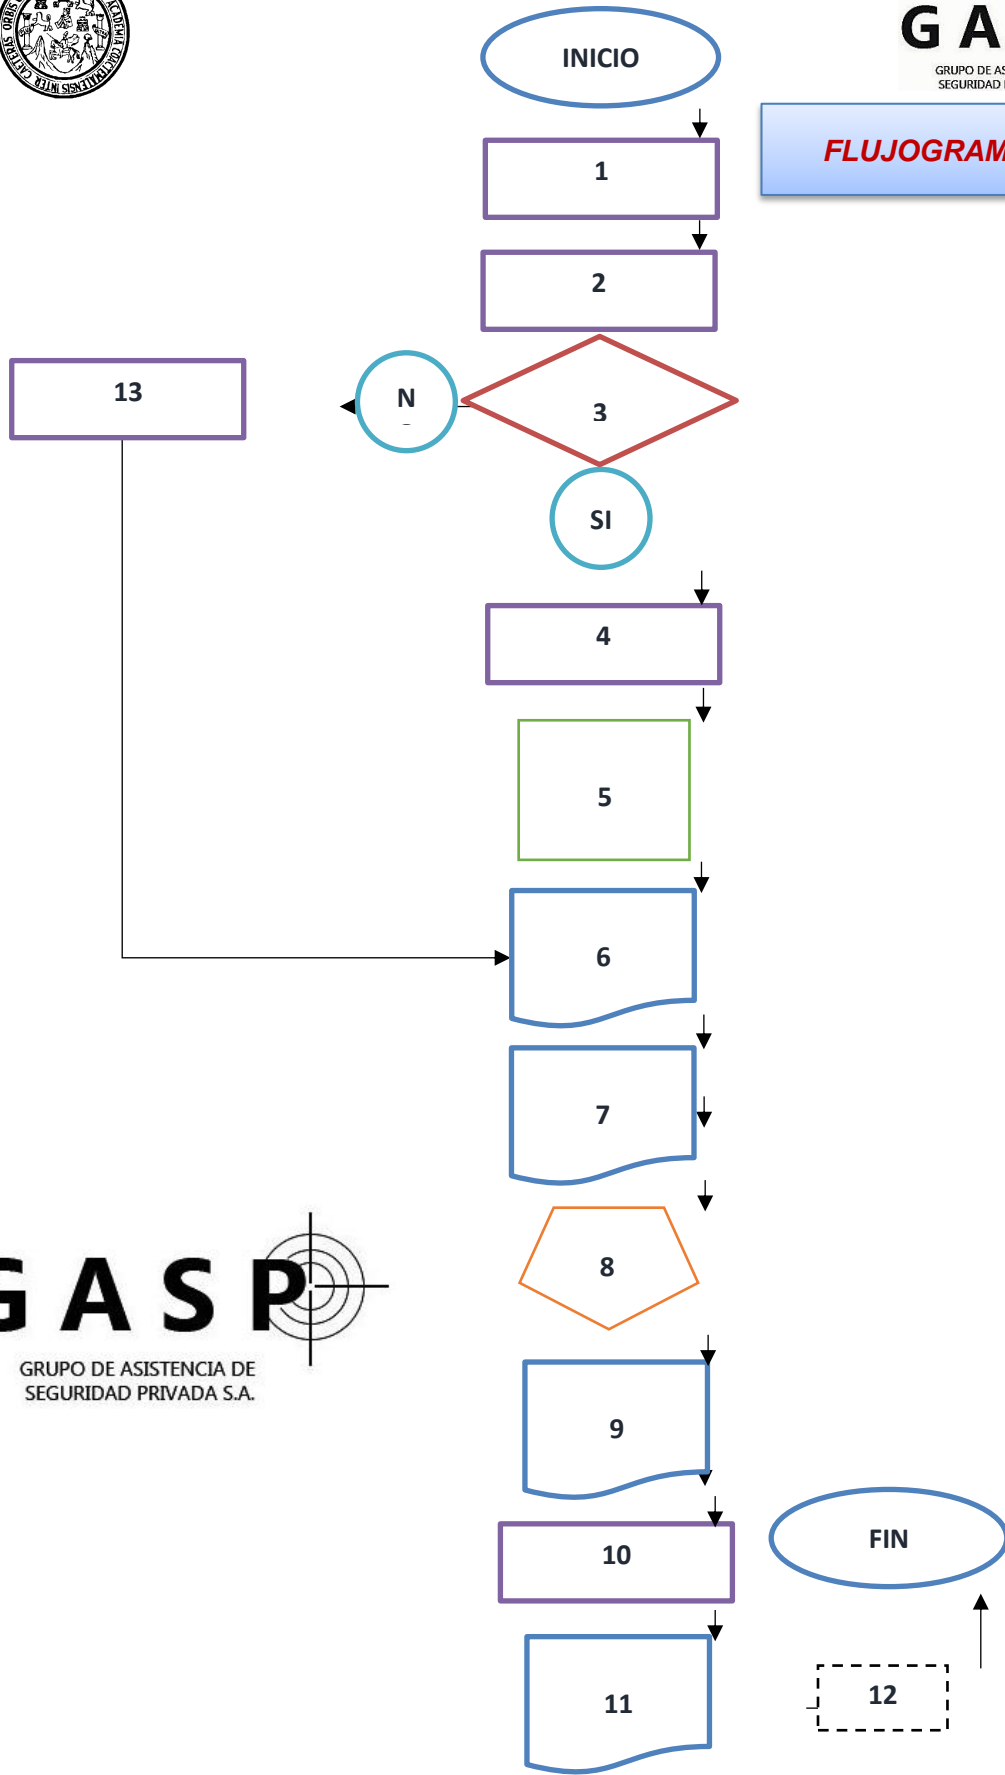 INICIO
G A
GRUPO DE AS
SEGURIDAD
FLUJOGRAM
1
2
13
N
3
SI
4
5
6
7
8
G A S P
GRUPO DE ASISTENCIA DE
SEGURIDAD PRIVADA S.A.
9
10
FIN
11
12